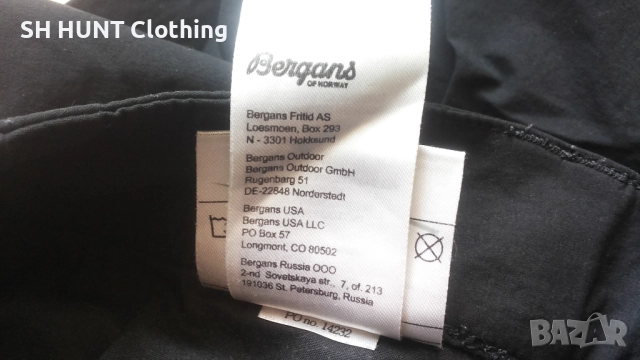 SH HUNT Clothing
Bergans
OF NORWAY
Bergans Fritid AS
Loesmoen, Box 293
N - 3301 Hokksund
Bergans Outdoor
Bergans Outdoor GmbH
Rugenbarg 51
DE-22848 Norderstedt
Bergans USA
Bergans USA LLC
PO Box 57
Longmont, CO 80502
Bergans Russia OOO
2-nd Sovetskaya str., 7, of. 213
191036 St. Petersburg, Russia
PO no. 14232
BAZAR
bg